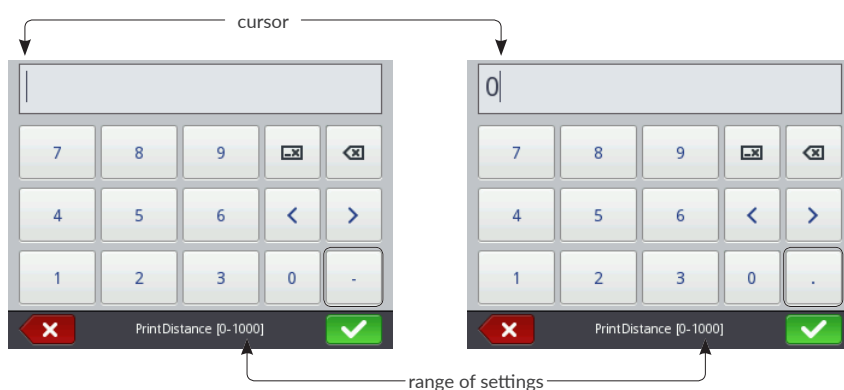 cursor
0
7 8 9 7 8 9
4 5 6 < > 4 5 6 < >
1 2 3 0 - 1 2 3 0 .
PrintDistance [0-1000] PrintDistance [0-1000]
range of settings